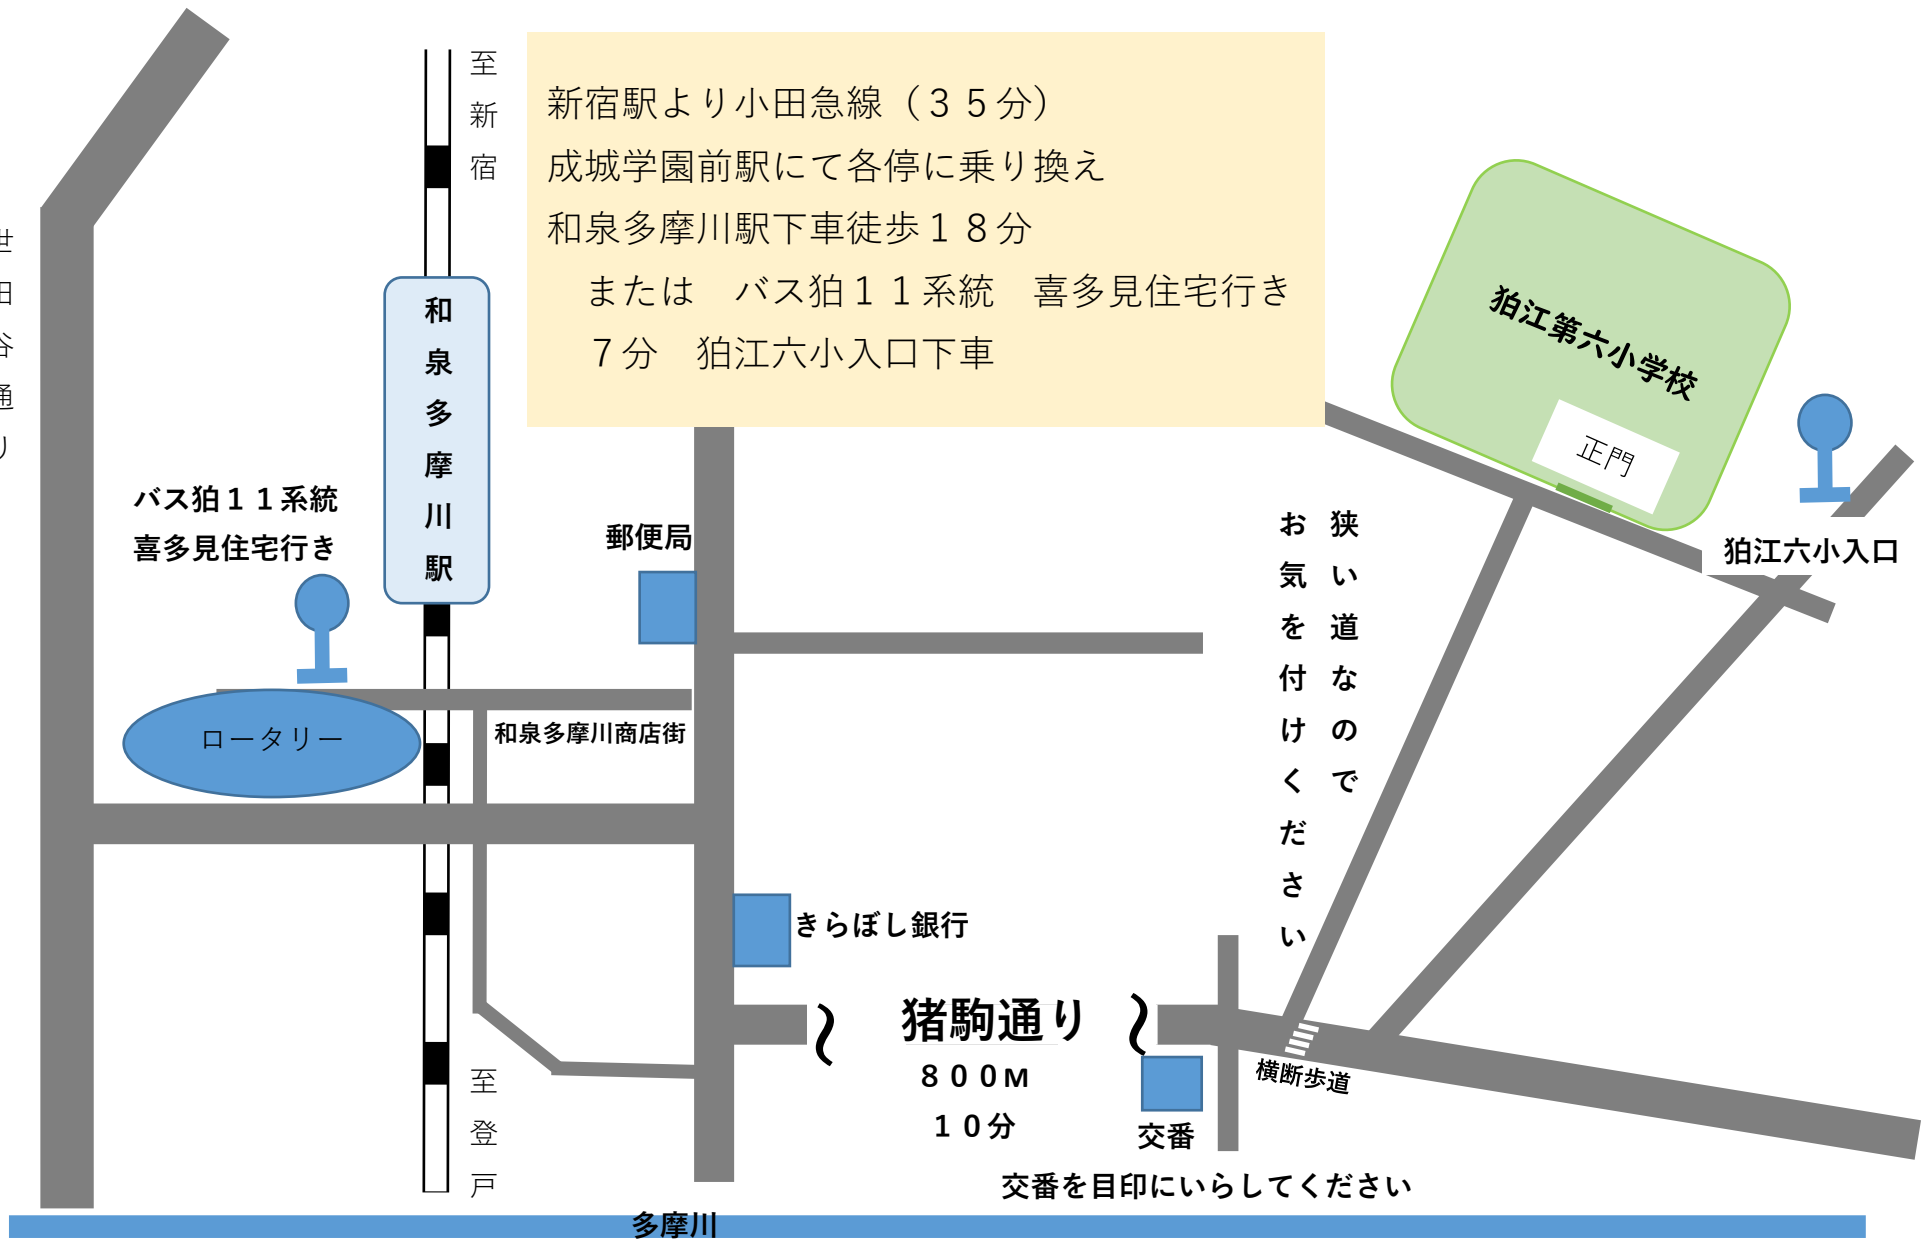 至新宿
新宿駅より小田急線（３５分）
成城学園前駅にて各停に乗り換え
和泉多摩川駅下車徒歩１８分
または　バス狛１１系統　喜多見住宅行き
７分　狛江六小入口下車
世田谷通り
和泉多摩川駅
狛江第六小学校
正門
バス狛１１系統
喜多見住宅行き
郵便局
狭い道なので
お気を付けください
狛江六小入口
ロータリー
和泉多摩川商店街
きらぼし銀行
猪駒通り
８００M
１０分
横断歩道
交番
至登戸
交番を目印にいらしてください
多摩川